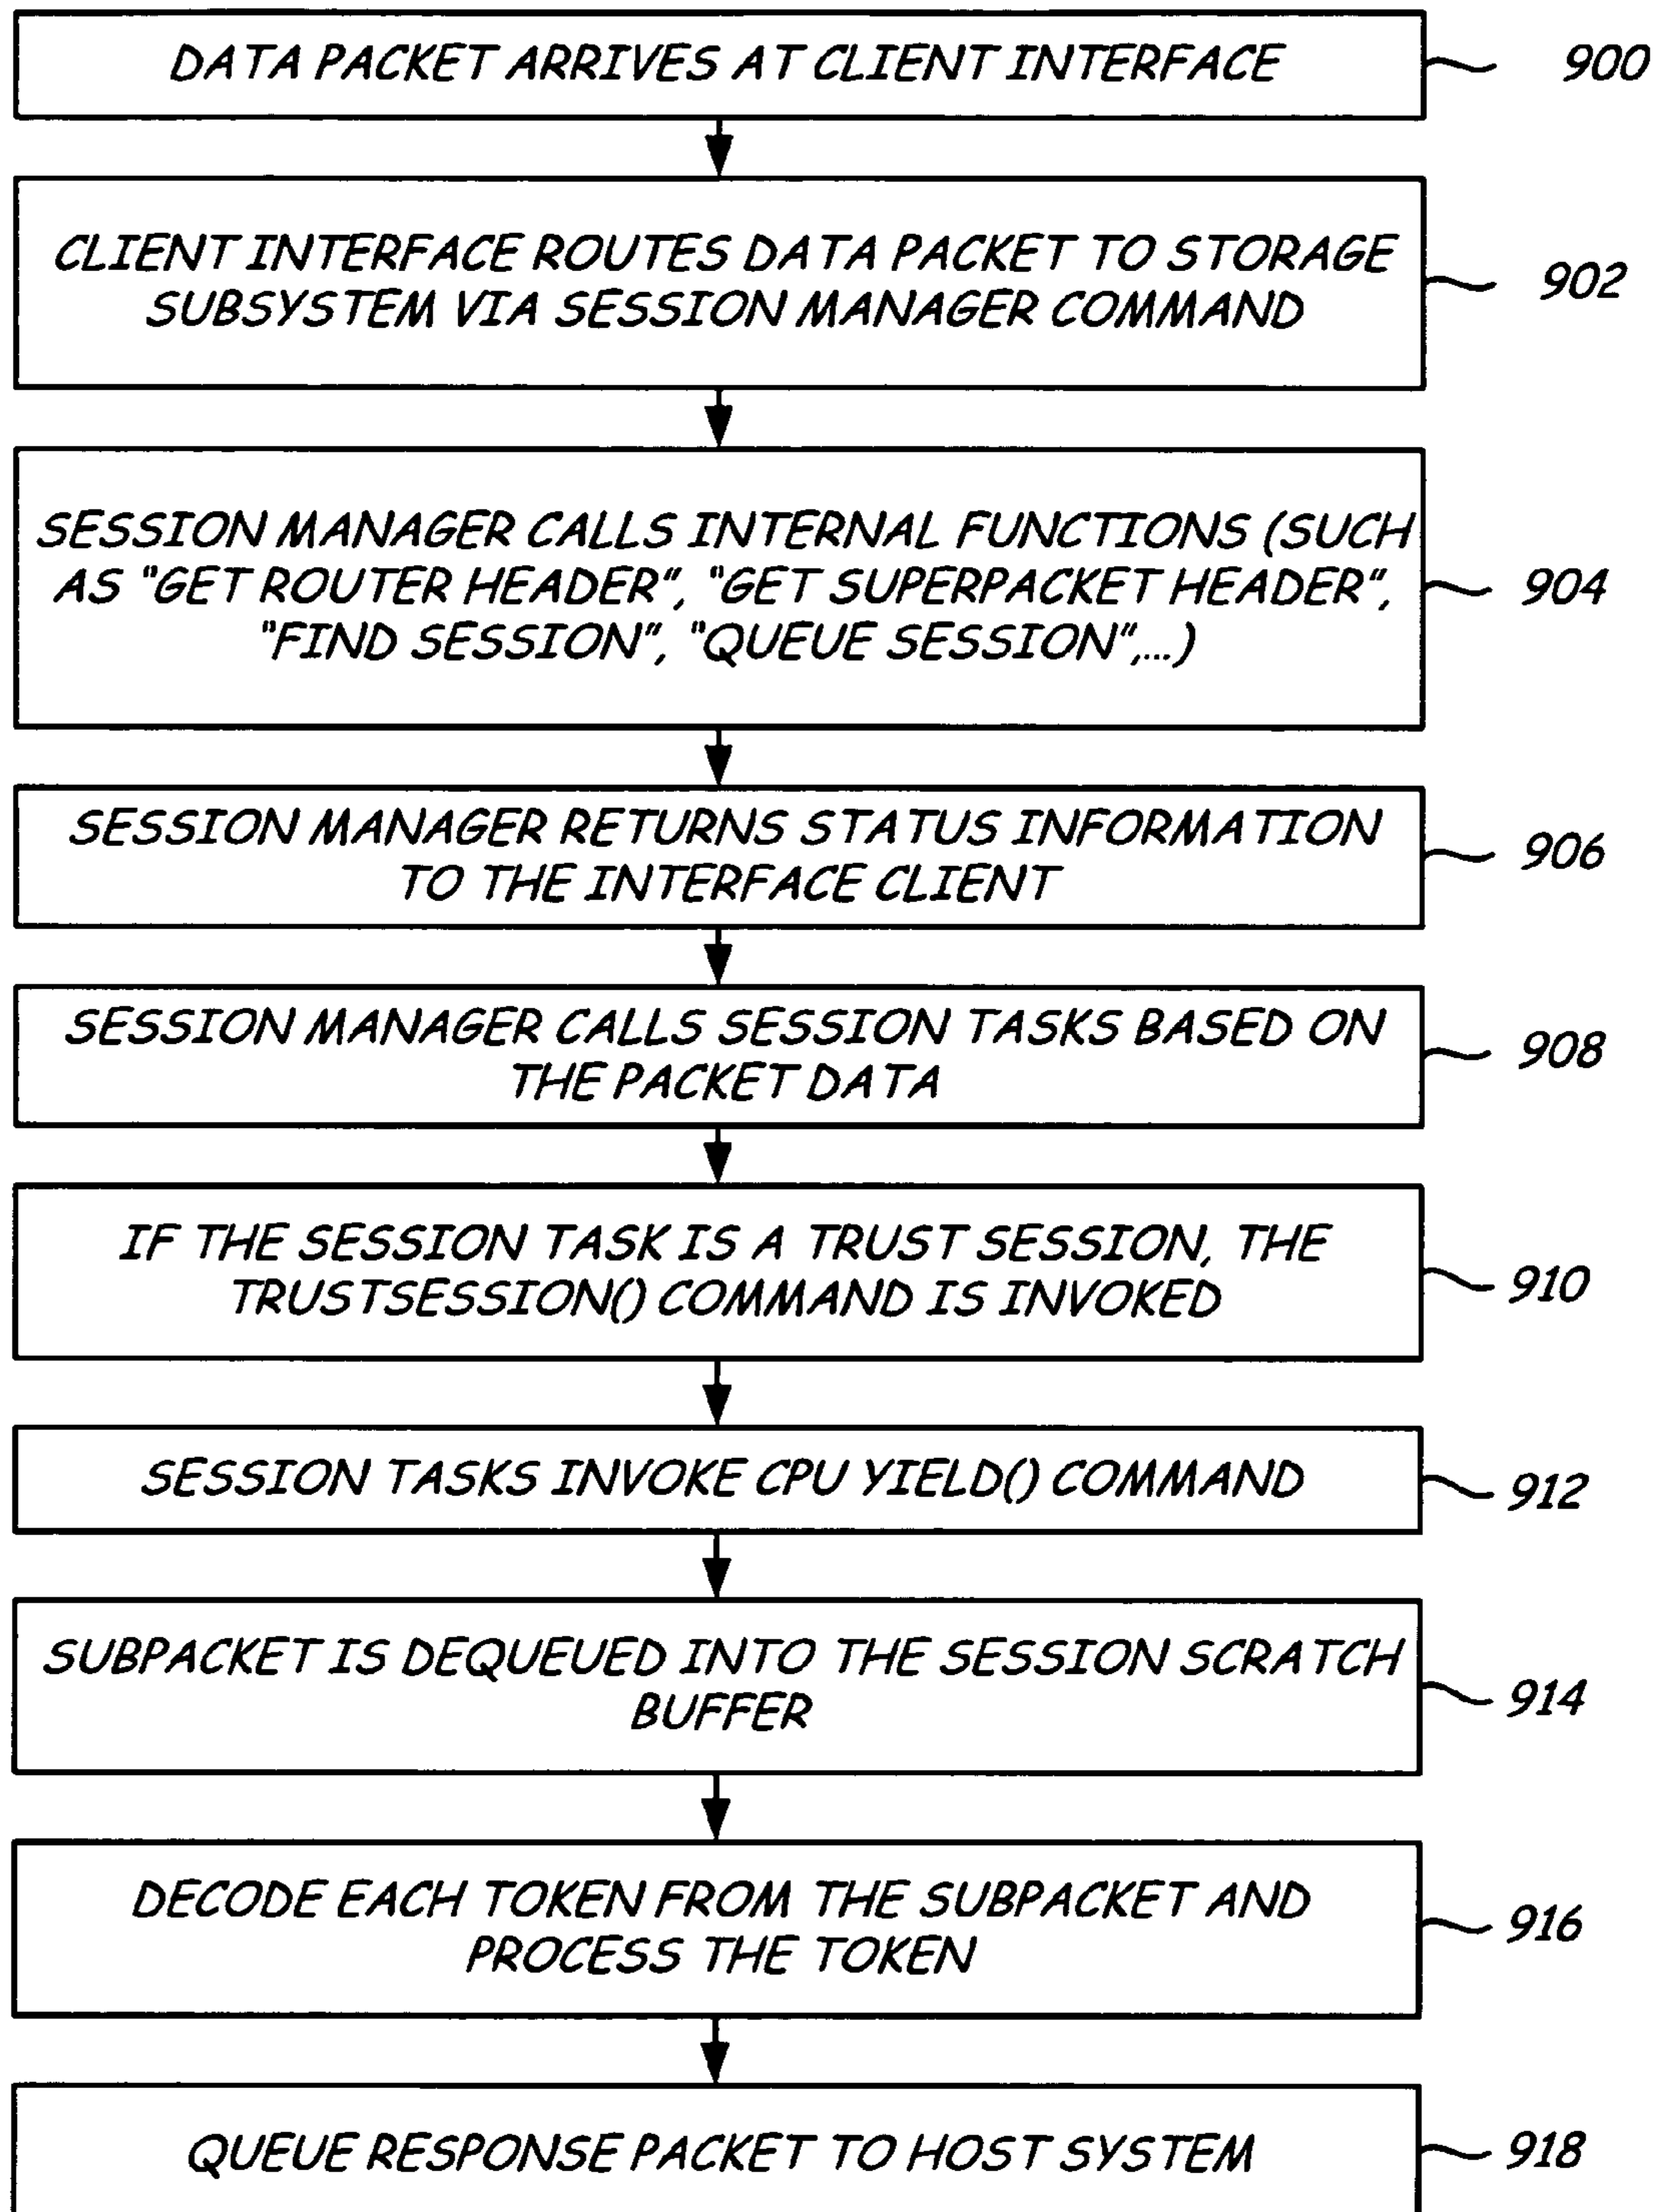 DATA PACKET ARRIVES AT CLIENT INTERFACE
900
CLIENT INTERFACE ROUTES DATA PACKET TO STORAGE
SUBSYSTEM VIA SESSION MANAGER COMMAND
902
SESSION MANAGER CALLS INTERNAL FUNCTIONS (SUCH
AS "GET ROUTER HEADER", "GET SUPERPACKET HEADER",
"FIND SESSION", "QUEUE SESSION",...)
904
SESSION MANAGER RETURNS STATUS INFORMATION
TO THE INTERFACE CLIENT
906
SESSION MANAGER CALLS SESSION TASKS BASED ON
THE PACKET DATA
908
IF THE SESSION TASK IS A TRUST SESSION, THE
TRUSTSESSION() COMMAND IS INVOKED
910
SESSION TASKS INVOKE CPU YIELD() COMMAND
912
SUBPACKET IS DEQUEUED INTO THE SESSION SCRATCH
BUFFER
914
DECODE EACH TOKEN FROM THE SUBPACKET AND
PROCESS THE TOKEN
916
QUEUE RESPONSE PACKET TO HOST SYSTEM
918